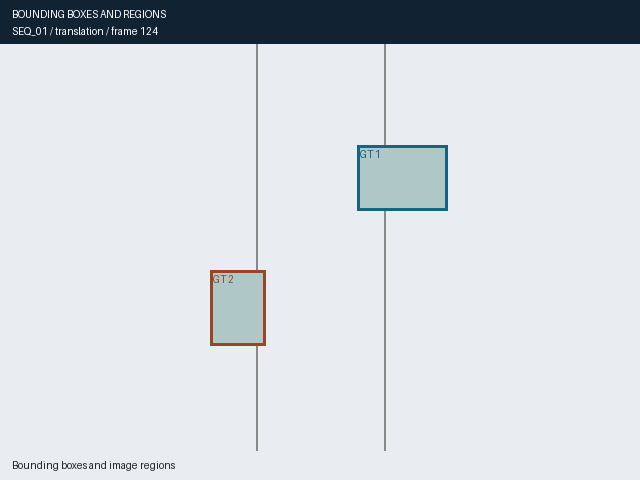 BOUNDING BOXES AND REGIONS
SEQ_01 / translation / frame 124
GT1
GT2
Bounding boxes and image regions